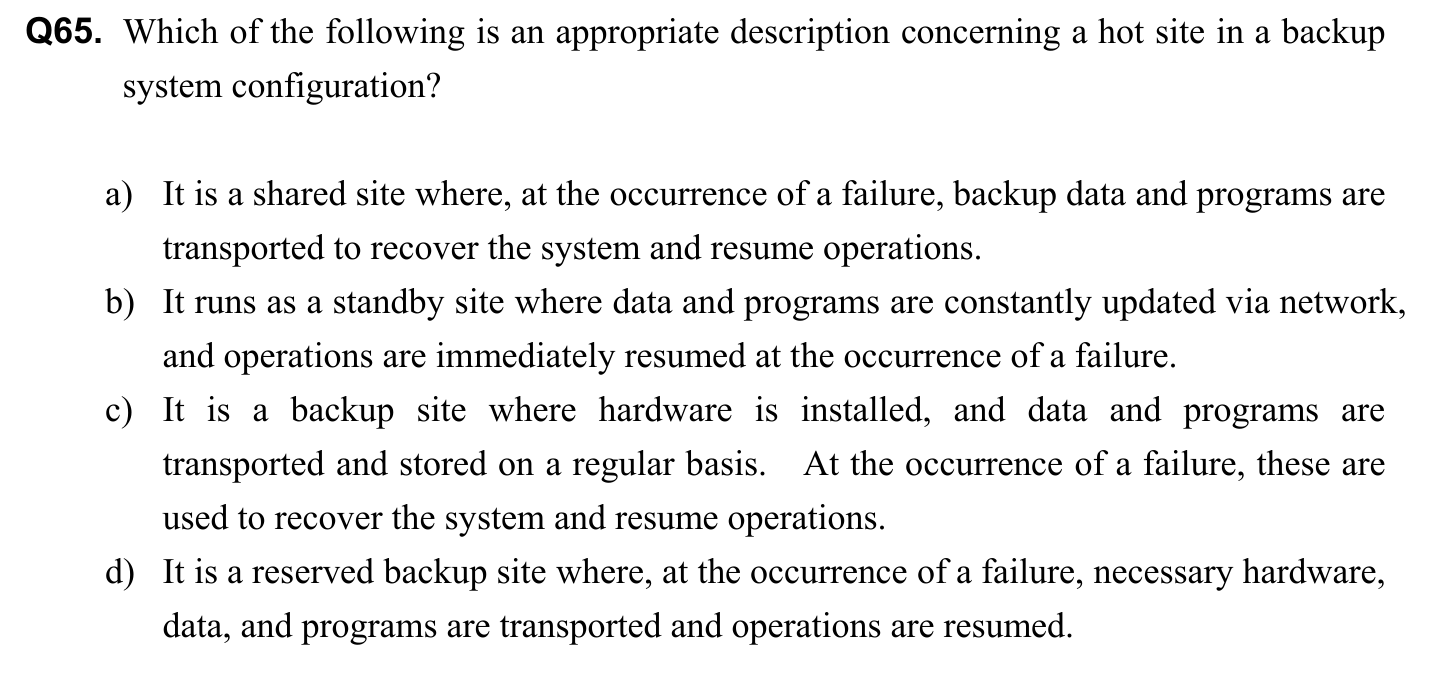 Q65. Which of the following is an appropriate description concerning a hot site in a backup
system configuration?
a) It is a shared site where, at the occurrence of a failure, backup data and programs are
transported to recover the system and resume operations.
b) It runs as a standby site where data and programs are constantly updated via network,
and operations are immediately resumed at the occurrence of a failure.
c) It is a backup site where hardware is installed, and data and programs are
transported and stored on a regular basis. At the occurrence of a failure, these are
used to recover the system and resume operations.
d) It is a reserved backup site where, at the occurrence of a failure, necessary hardware,
data, and programs are transported and operations are resumed.